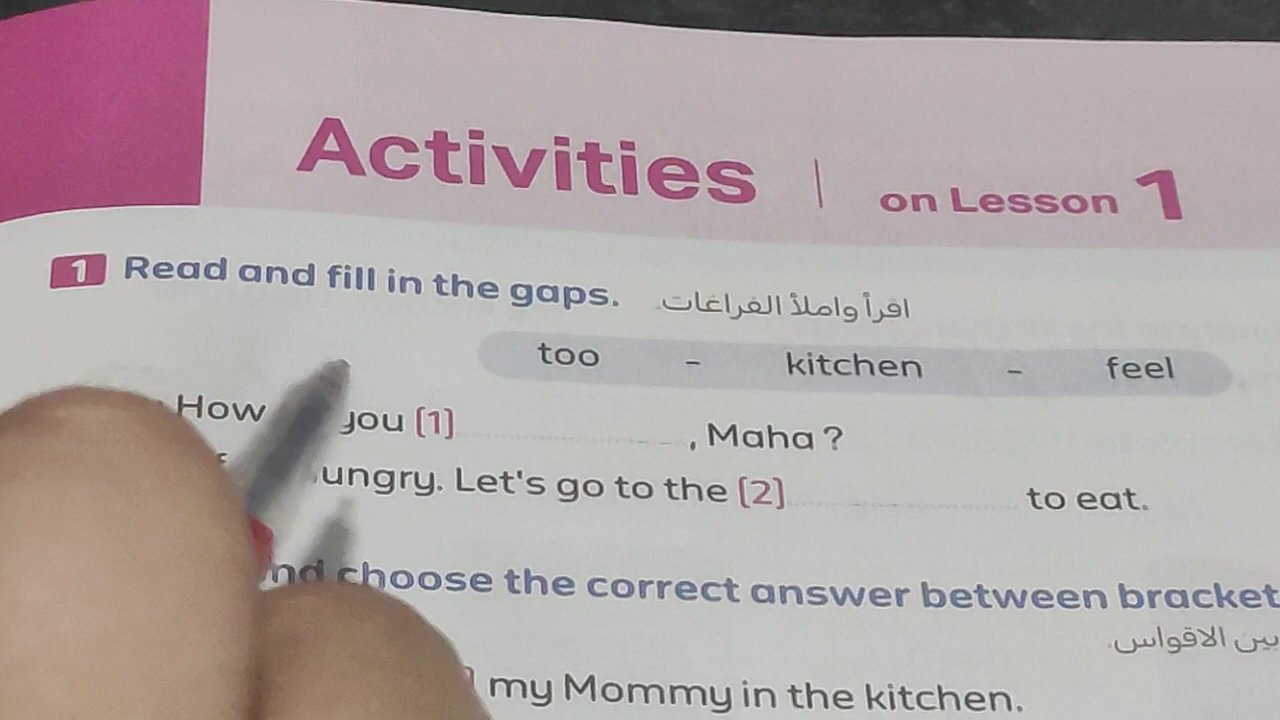 Activities | on Lesson 1
1 Read and fill in the gaps. اقرأ واملأ الفراغات
too - kitchen - feel
How you [1] , Maha ?
ungry. Let's go to the [2] to eat.
nd choose the correct answer between bracket
بين الاقواس.
my Mommy in the kitchen.